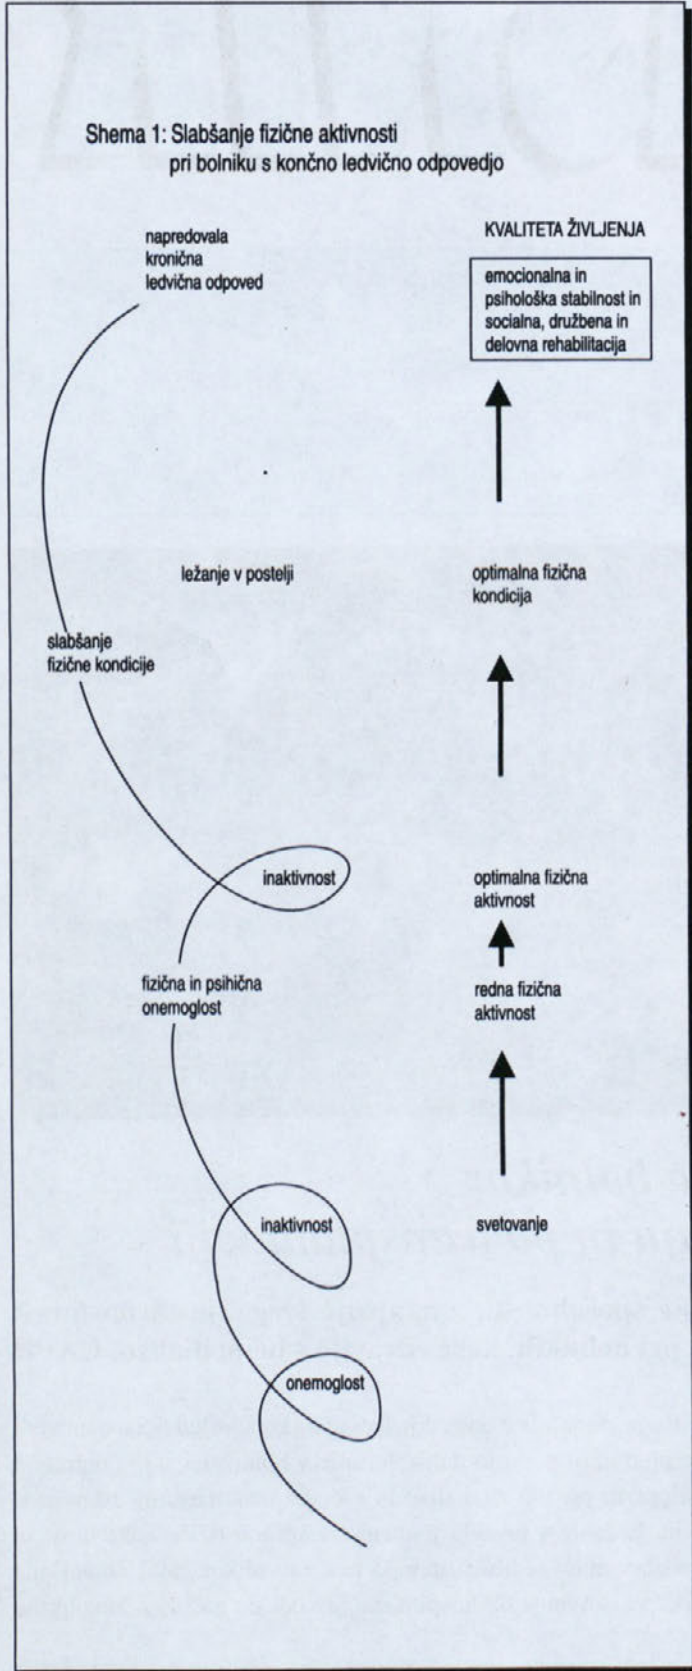 Shema 1: Slabšanje fizične aktivnosti
pri bolniku s končno ledvično odpovedjo
napredovala
kronična
ledvična odpoved
KVALITETA ŽIVLJENJA
emocionalna in
psihološka stabilnost in
socialna, družbena in
delovna rehabilitacija
ležanje v postelji
optimalna fizična
kondicija
slabšanje
fizične kondicije
inaktivnost
optimalna fizična
aktivnost
fizična in psihična
onemoglost
redna fizična
aktivnost
inaktivnost
svetovanje
onemoglost